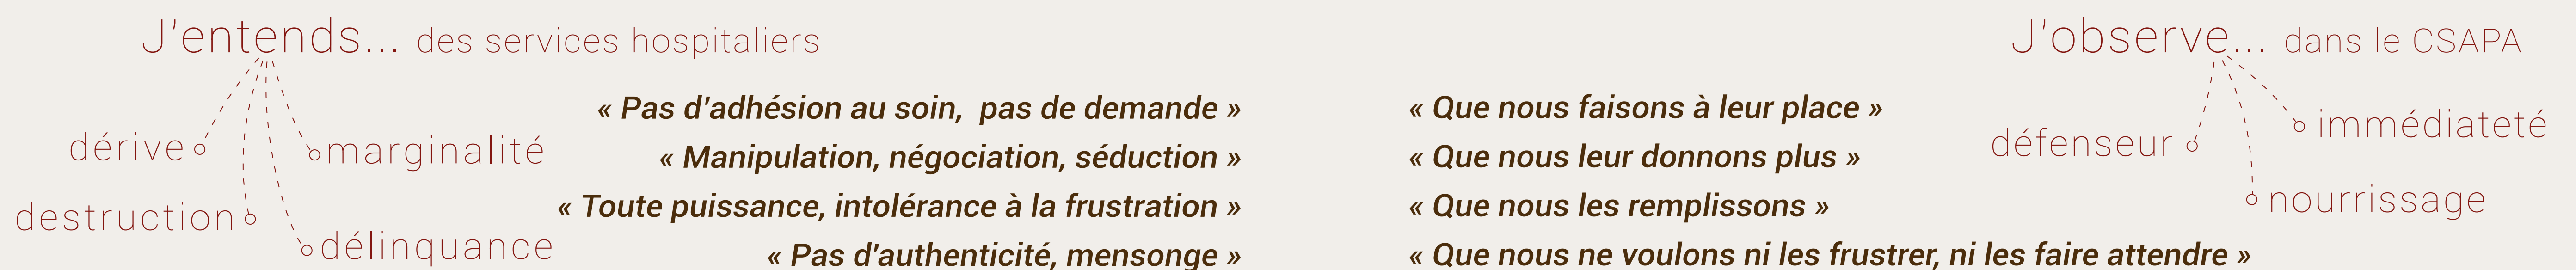 J'entends... des services hospitaliers
dérive
marginalité
destruction
délinquance
« Pas d'adhésion au soin, pas de demande »
« Manipulation, négociation, séduction »
« Toute puissance, intolérance à la frustration »
« Pas d'authenticité, mensonge »
J'observe... dans le CSAPA
« Que nous faisons à leur place »
« Que nous leur donnons plus »
« Que nous les remplissons »
« Que nous ne voulons ni les frustrer, ni les faire attendre »
défenseur
immédiateté
nourrissage